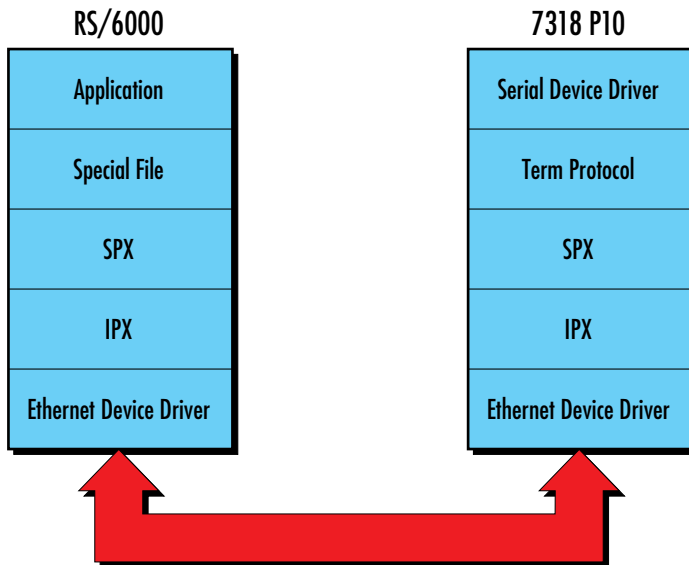 RS/6000
Application
Special File
SPX
IPX
Ethernet Device Driver
7318 P10
Serial Device Driver
Term Protocol
SPX
IPX
Ethernet Device Driver